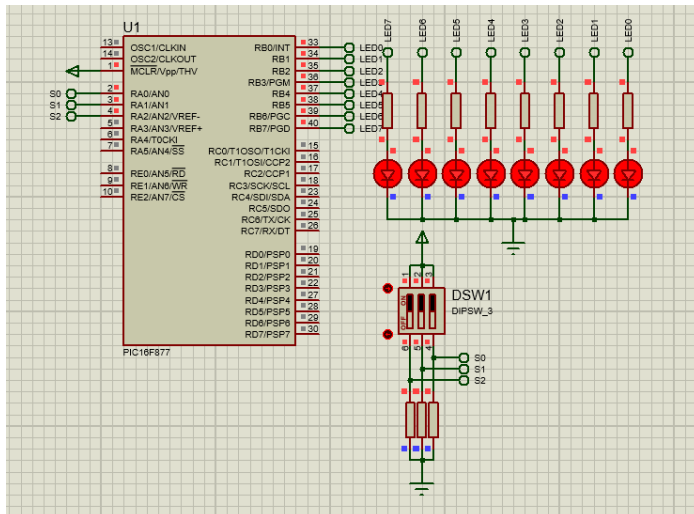 U1
13 OSC1/CLKIN RB0/INT 33 LED0
14 OSC2/CLKOUT RB1 34 LED1
1 MCLR/Vpp/THV RB2 35 LED2
RB3/PGM 36 LED3
S0 2 RA0/AN0 RB4 37 LED4
S1 3 RA1/AN1 RB5 38 LED5
S2 4 RA2/AN2/VREF- RB6/PGC 39 LED6
5 RA3/AN3/VREF+ RB7/PGD 40 LED7
6 RA4/T0CKI
7 RA5/AN4/SS RC0/T1OSO/T1CKI 15
RC1/T1OSI/CCP2 16
8 RE0/AN5/RD RC2/CCP1 17
9 RE1/AN6/WR RC3/SCK/SCL 18
10 RE2/AN7/CS RC4/SDI/SDA 23
RC5/SDO 24
RC6/TX/CK 25
RC7/RX/DT 26
RD0/PSP0 19
RD1/PSP1 20
RD2/PSP2 21
RD3/PSP3 22
RD4/PSP4 27
RD5/PSP5 28
RD6/PSP6 29
RD7/PSP7 30
PIC16F877
LED7 LED6 LED5 LED4 LED3 LED2 LED1 LED0
1 2 3
DSW1
DIPSW_3
ON
OFF
6 5 4
S0
S1
S2